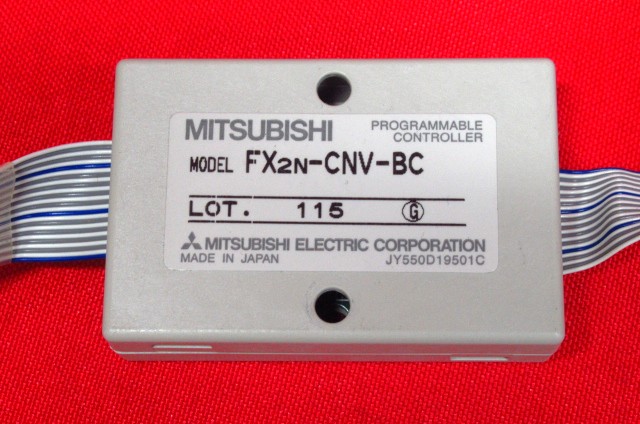 MITSUBISHI PROGRAMMABLE CONTROLLER
MODEL FX2N-CNV-BC
LOT. 115 G
MITSUBISHI ELECTRIC CORPORATION
MADE IN JAPAN JY550D19501C